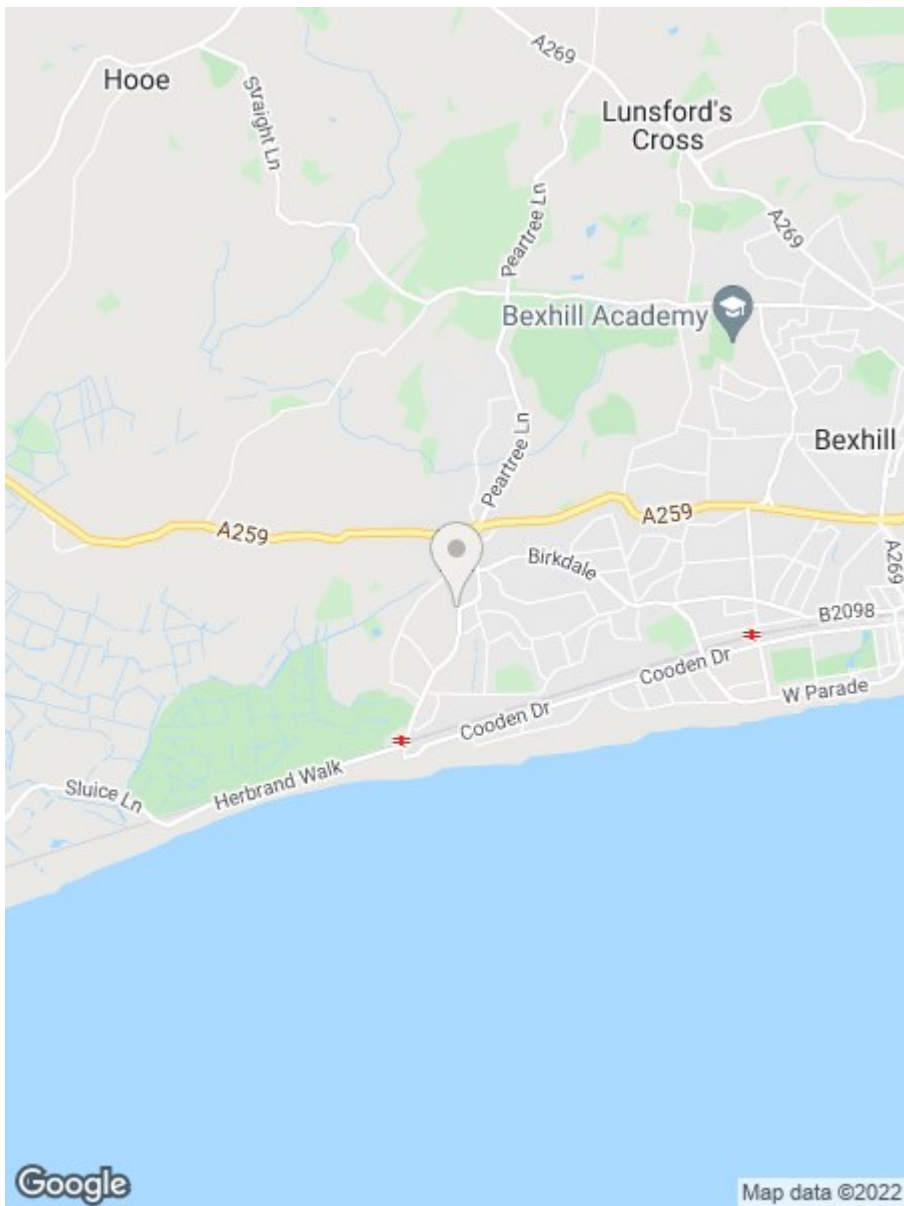 A269
Hooe
Lunsford's
Cross
Straight Ln
Peartree Ln
A269
Bexhill Academy
Peartree Ln
Bexhill
A259
A259
Birkdale
A269
B2098
Cooden Dr
W Parade
Cooden Dr
Herbrand Walk
Sluice Ln
Google
Map data ©2022